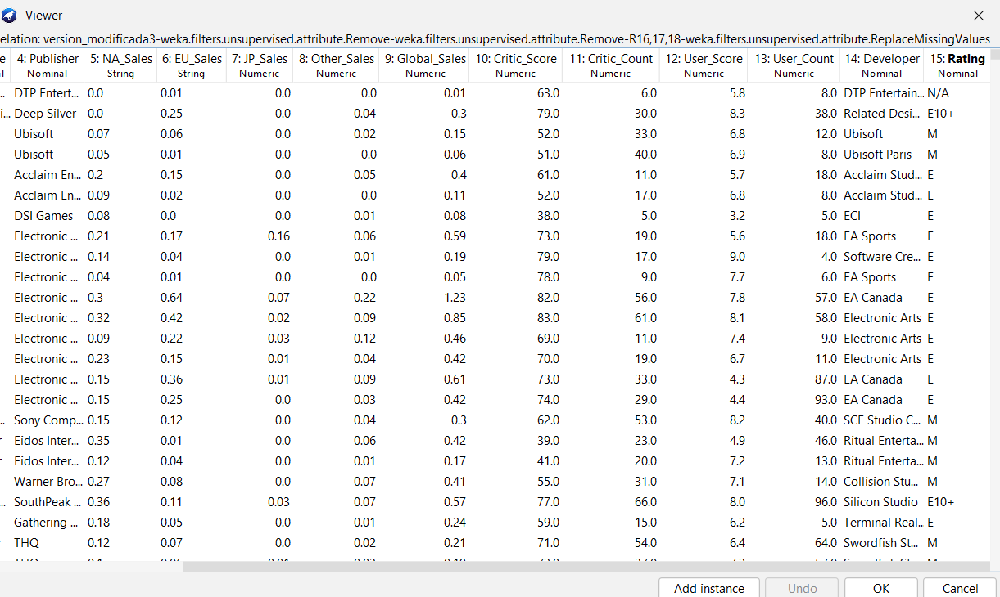 Viewer
elation: version_modificada3-weka.filters.unsupervised.attribute.Remove-weka.filters.unsupervised.attribute.Remove-R16,17,18-weka.filters.unsupervised.attribute.ReplaceMissingValues
e 4: Publisher 5: NA_Sales 6: EU_Sales 7: JP_Sales 8: Other_Sales 9: Global_Sales 10: Critic_Score 11: Critic_Count 12: User_Score 13: User_Count 14: Developer 15: Rating
l Nominal String String Numeric Numeric Numeric Numeric Numeric Numeric Numeric Nominal Nominal
... DTP Entert... 0.0 0.01 0.0 0.0 0.01 63.0 6.0 5.8 8.0 DTP Entertain... N/A
i... Deep Silver 0.0 0.25 0.0 0.04 0.3 79.0 30.0 8.3 38.0 Related Desi... E10+
Ubisoft 0.07 0.06 0.0 0.02 0.15 52.0 33.0 6.8 12.0 Ubisoft M
Ubisoft 0.05 0.01 0.0 0.0 0.06 51.0 40.0 6.9 8.0 Ubisoft Paris M
Acclaim En... 0.2 0.15 0.0 0.05 0.4 61.0 11.0 5.7 18.0 Acclaim Stud... E
Acclaim En... 0.09 0.02 0.0 0.0 0.11 52.0 17.0 6.8 8.0 Acclaim Stud... E
DSI Games 0.08 0.0 0.0 0.01 0.08 38.0 5.0 3.2 5.0 ECI E
Electronic ... 0.21 0.17 0.16 0.06 0.59 73.0 19.0 5.6 18.0 EA Sports E
Electronic ... 0.14 0.04 0.0 0.01 0.19 79.0 17.0 9.0 4.0 Software Cre... E
Electronic ... 0.04 0.01 0.0 0.0 0.05 78.0 9.0 7.7 6.0 EA Sports E
Electronic ... 0.3 0.64 0.07 0.22 1.23 82.0 56.0 7.8 57.0 EA Canada E
Electronic ... 0.32 0.42 0.02 0.09 0.85 83.0 61.0 8.1 58.0 Electronic Arts E
Electronic ... 0.09 0.22 0.03 0.12 0.46 69.0 11.0 7.4 9.0 Electronic Arts E
Electronic ... 0.23 0.15 0.01 0.04 0.42 70.0 19.0 6.7 11.0 Electronic Arts E
Electronic ... 0.15 0.36 0.01 0.09 0.61 73.0 33.0 4.3 87.0 EA Canada E
Electronic ... 0.15 0.25 0.0 0.03 0.42 74.0 29.0 4.4 93.0 EA Canada E
.. Sony Comp... 0.15 0.12 0.0 0.04 0.3 62.0 53.0 8.2 40.0 SCE Studio C... M
Eidos Inter... 0.35 0.01 0.0 0.06 0.42 39.0 23.0 4.9 46.0 Ritual Enterta... M
Eidos Inter... 0.12 0.04 0.0 0.01 0.17 41.0 20.0 7.2 13.0 Ritual Enterta... M
Warner Bro... 0.27 0.08 0.0 0.07 0.41 55.0 31.0 7.1 14.0 Collision Stu... M
... SouthPeak ... 0.36 0.11 0.03 0.07 0.57 77.0 66.0 8.0 96.0 Silicon Studio E10+
Gathering ... 0.18 0.05 0.0 0.01 0.24 59.0 15.0 6.2 5.0 Terminal Real... E
THQ 0.12 0.07 0.0 0.02 0.21 71.0 54.0 6.4 64.0 Swordfish St... M
Add instance Undo OK Cancel